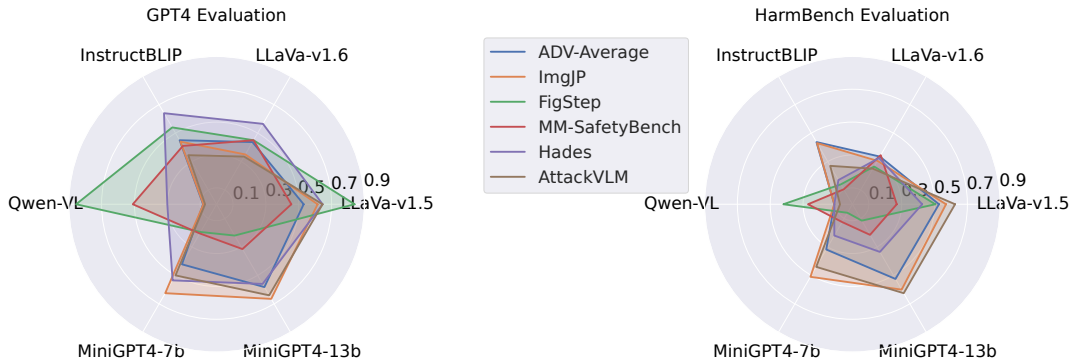 GPT4 Evaluation
InstructBLIP
LLaVa-v1.6
Qwen-VL
0.1 0.3 0.5 0.7 0.9
LLaVa-v1.5
MiniGPT4-7b
MiniGPT4-13b
ADV-Average
ImgJP
FigStep
MM-SafetyBench
Hades
AttackVLM
HarmBench Evaluation
InstructBLIP
LLaVa-v1.6
Qwen-VL
0.1 0.3 0.5 0.7 0.9
LLaVa-v1.5
MiniGPT4-7b
MiniGPT4-13b